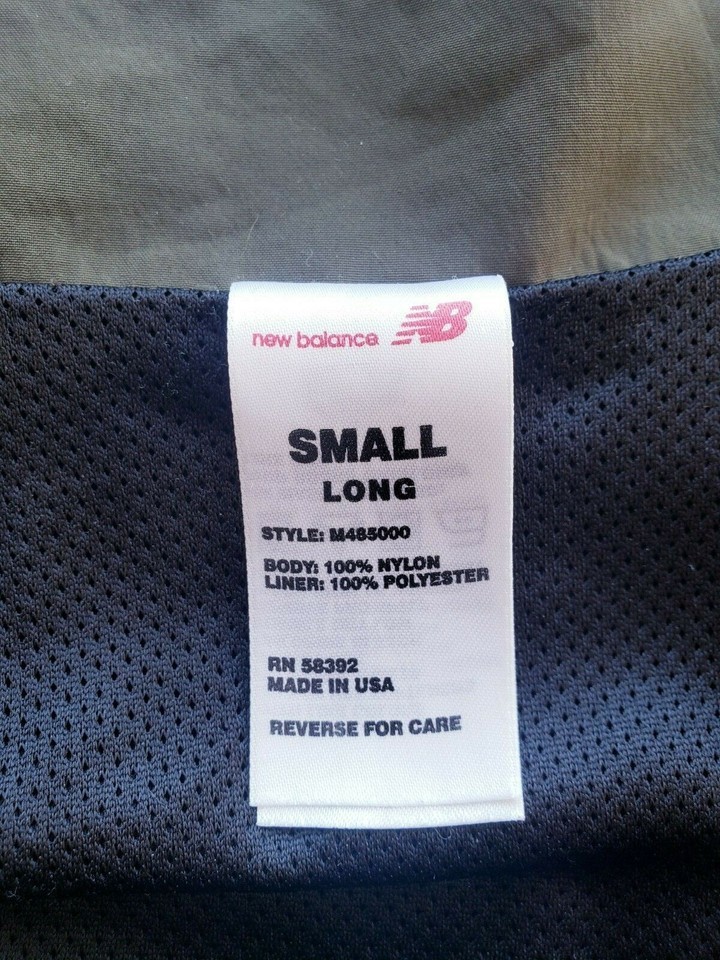 new balance NB
SMALL
LONG
STYLE: M485000
BODY: 100% NYLON
LINER: 100% POLYESTER
RN 58392
MADE IN USA
REVERSE FOR CARE